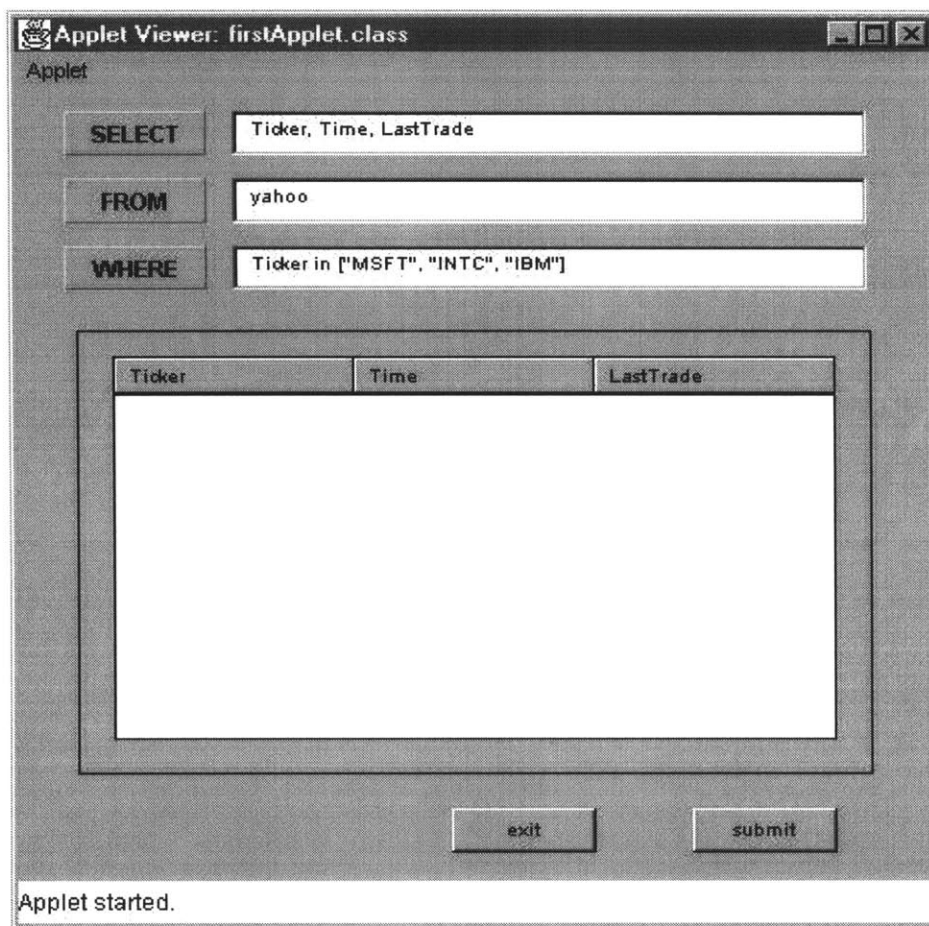 Applet Viewer: firstApplet.class
Applet
SELECT Ticker, Time, LastTrade
FROM yahoo
WHERE Ticker in ["MSFT", "INTC", "IBM"]
Ticker Time LastTrade
exit submit
Applet started.